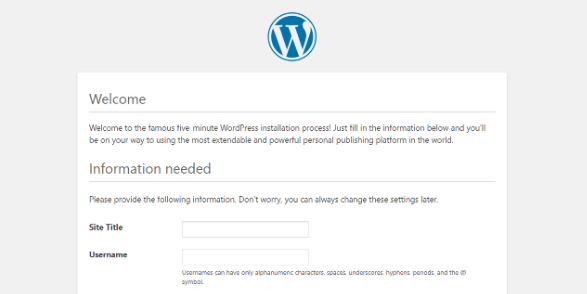 Welcome
Welcome to the famous five-minute WordPress installation process! Just fill in the information below and you'll
be on your way to using the most extendable and powerful personal publishing platform in the world.
Information needed
Please provide the following information. Don't worry, you can always change these settings later.
Site Title
Username
Usernames can have only alphanumeric characters, spaces, underscores, hyphens, periods, and the @
symbol.